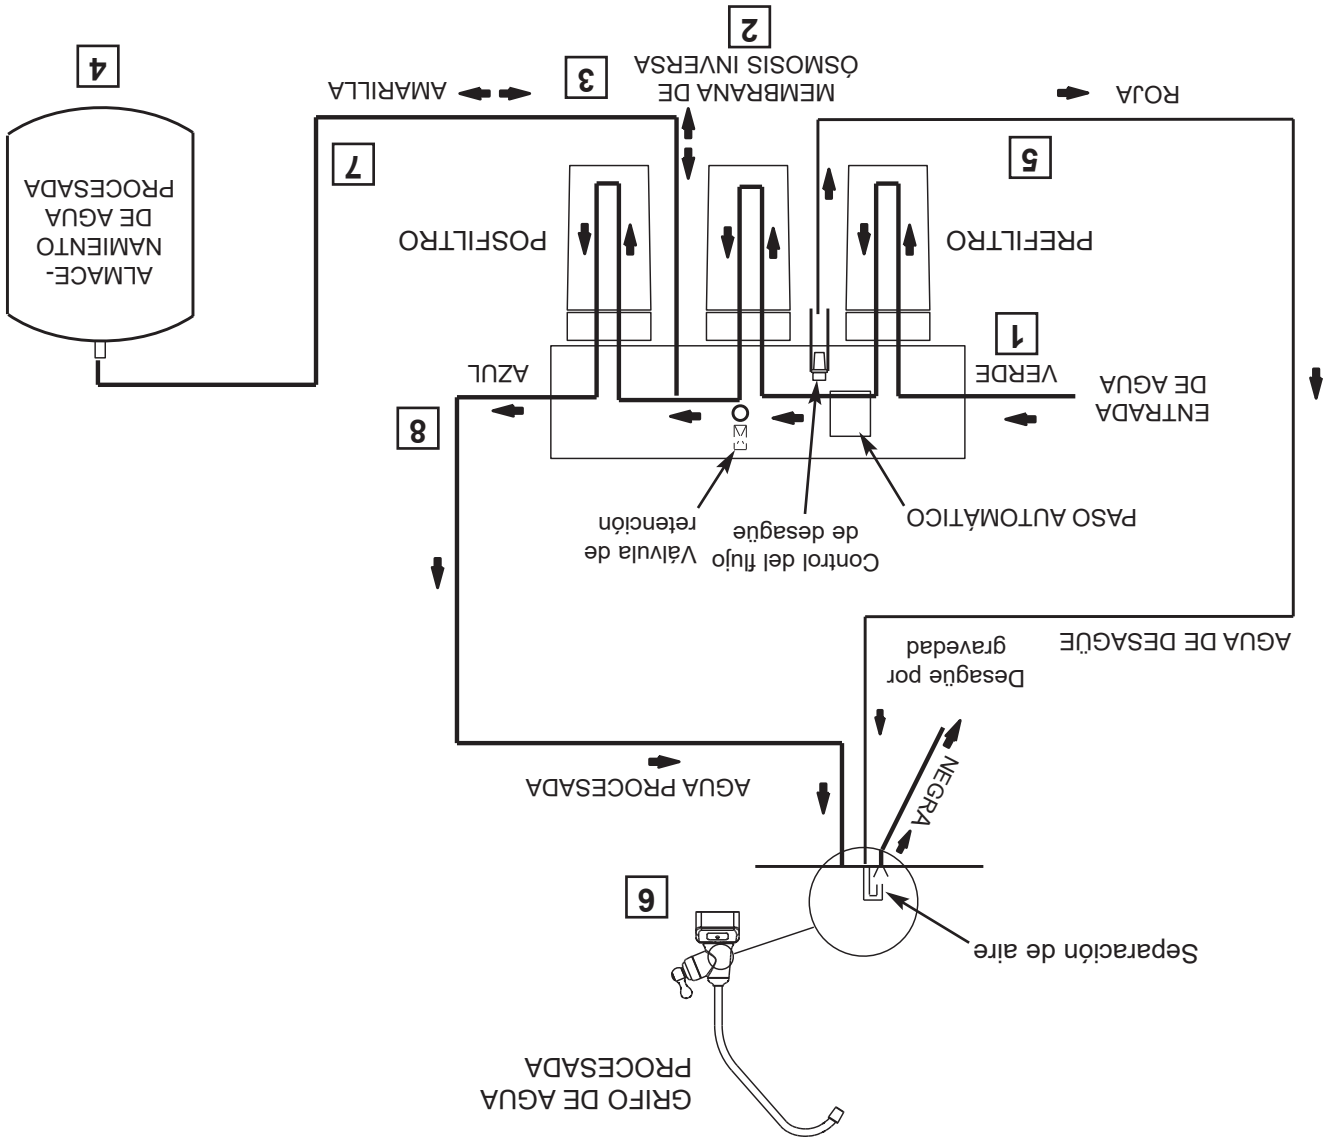 GRIFO DE AGUA
PROCESADA
6
Separación de aire
NEGRA
AGUA PROCESADA
Desagüe por
gravedad
AGUA DE DESAGÜE
Control del flujo
de desagüe
Válvula de
retención
PASO AUTOMÁTICO
8
ENTRADA
DE AGUA
VERDE
1
AZUL
PREFILTRO
POSFILTRO
ALMACE-
NAMIENTO
DE AGUA
PROCESADA
5
7
ROJA
MEMBRANA DE
ÓSMOSIS INVERSA
2
3
AMARILLA
4